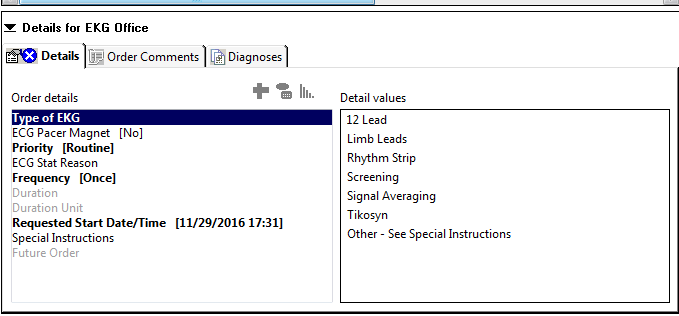 Details for EKG Office
Details
Order Comments
Diagnoses
Order details
Type of EKG
ECG Pacer Magnet [No]
Priority [Routine]
ECG Stat Reason
Frequency [Once]
Duration
Duration Unit
Requested Start Date/Time [11/29/2016 17:31]
Special Instructions
Future Order
Detail values
12 Lead
Limb Leads
Rhythm Strip
Screening
Signal Averaging
Tikosyn
Other - See Special Instructions